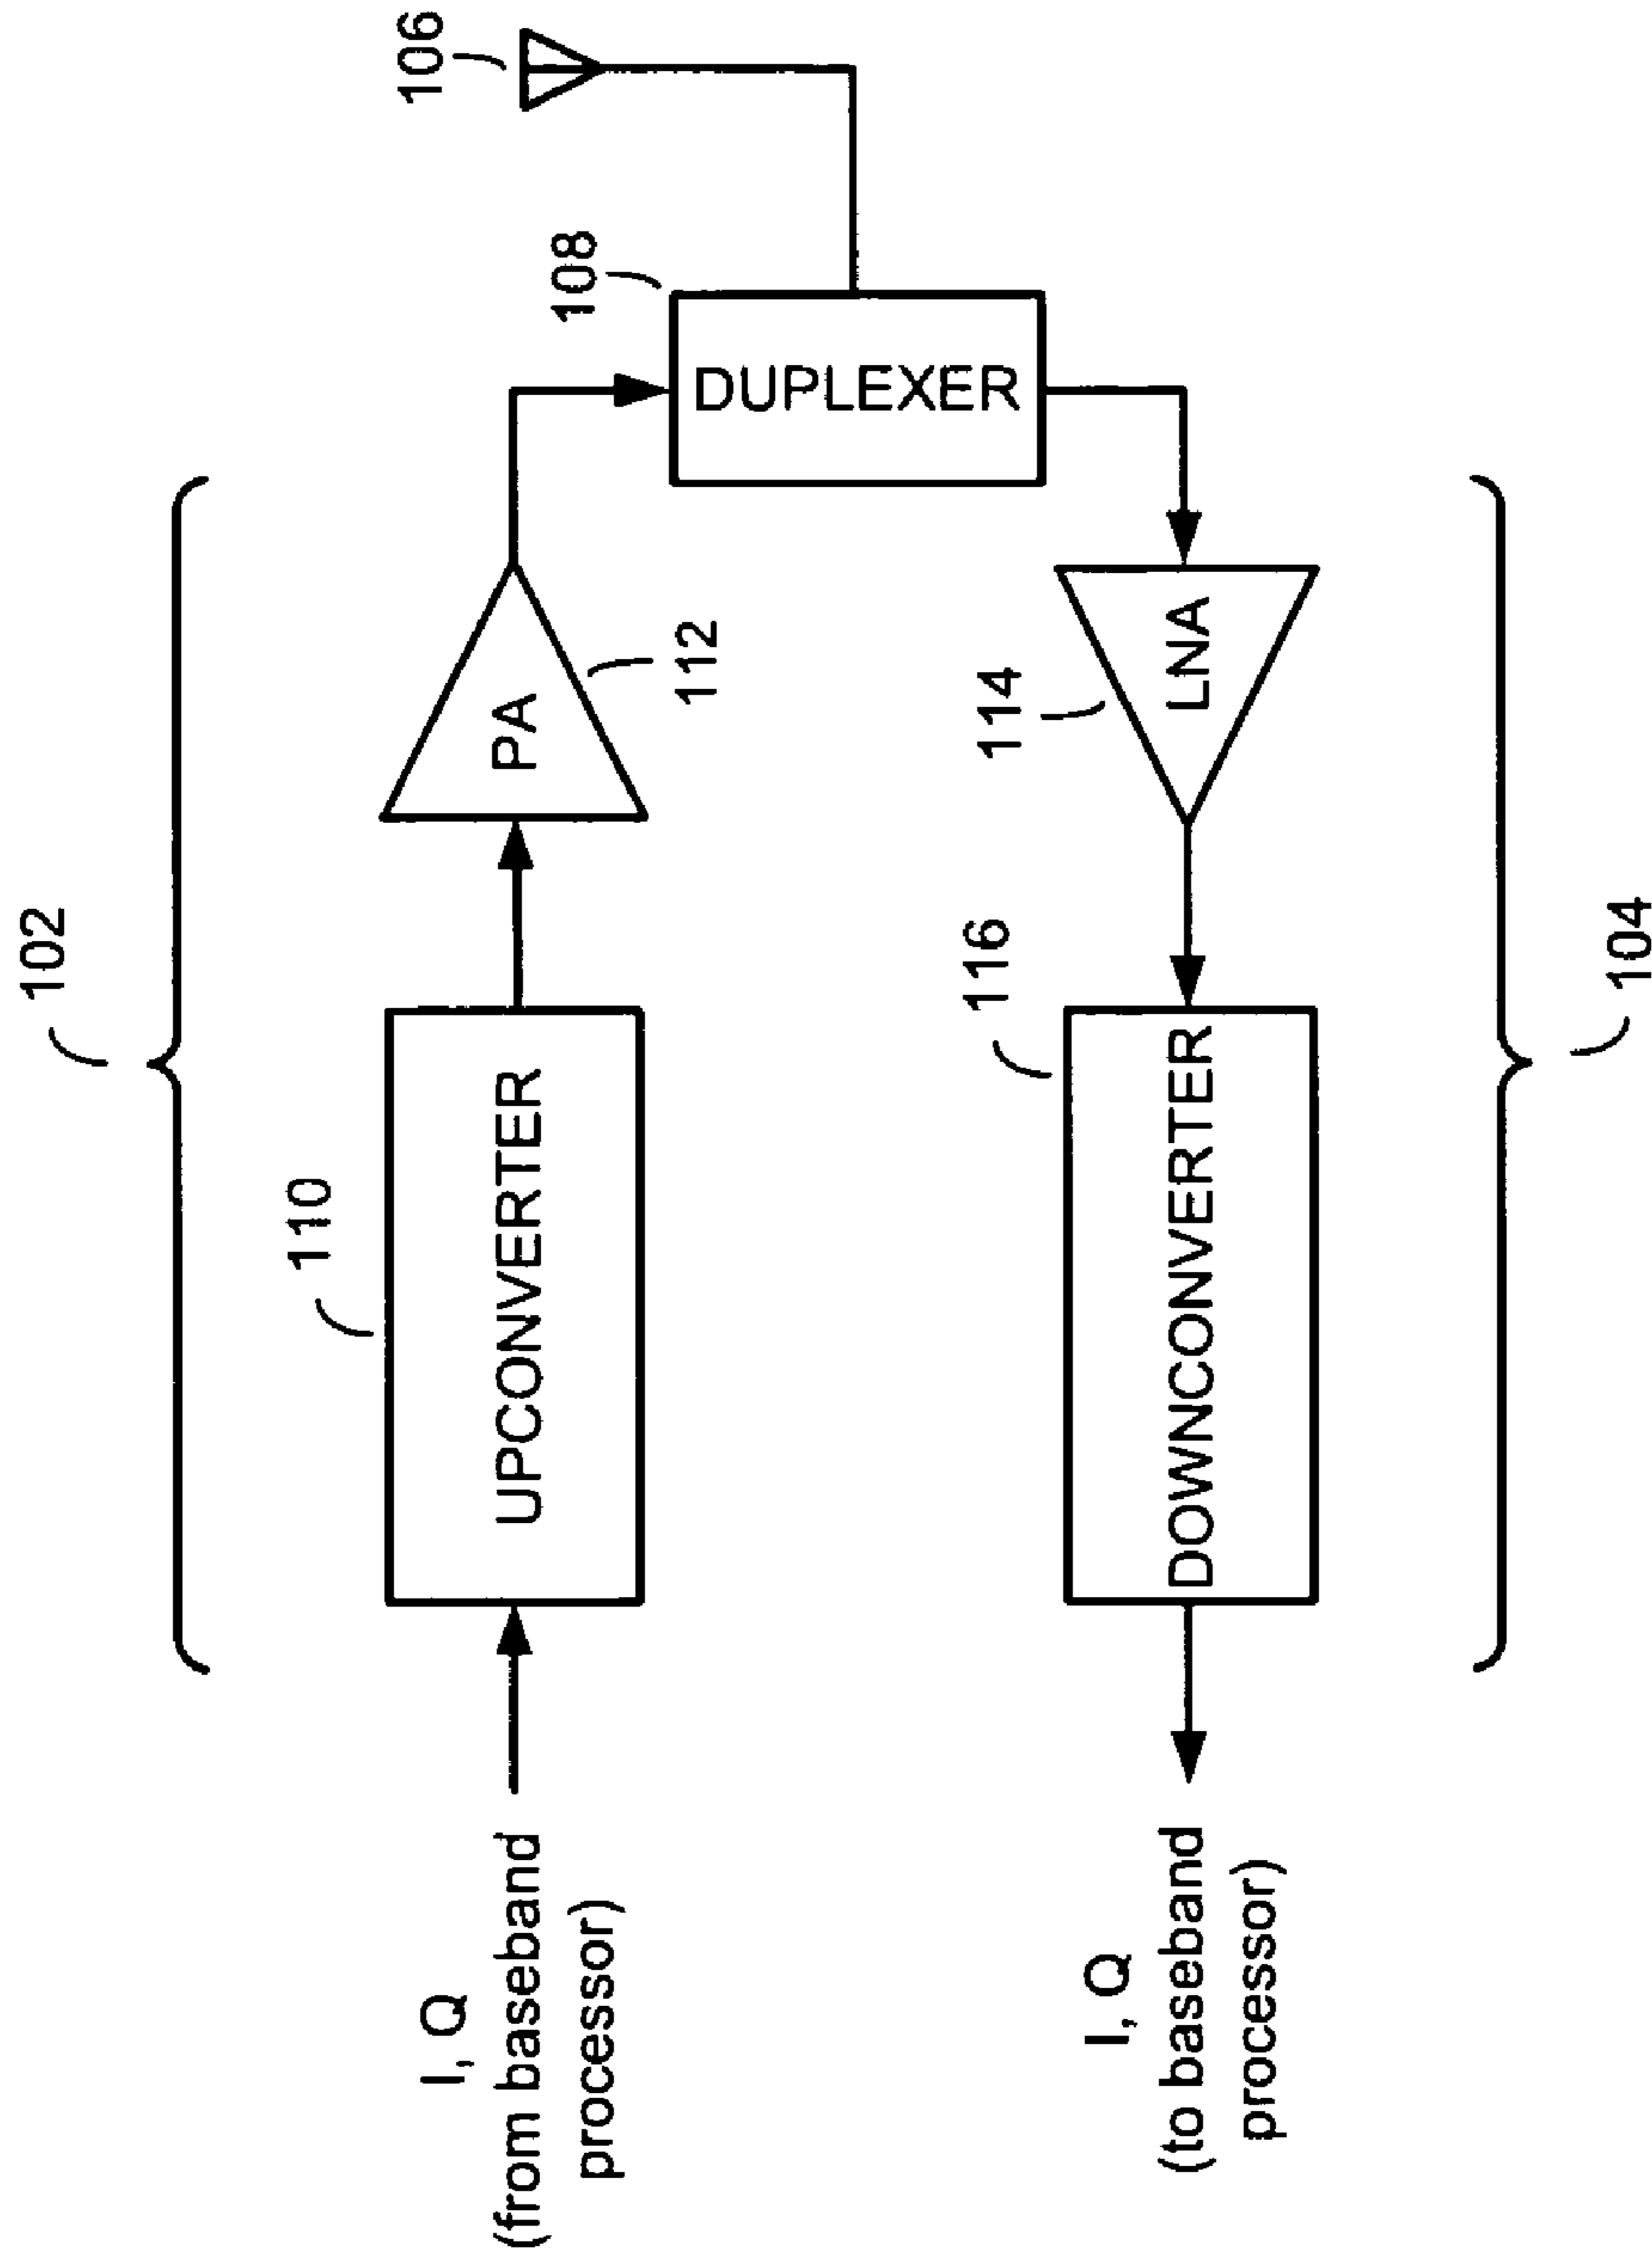 102
110
I, Q
(from baseband
processor)
UPCONVERTER
PA
112
106
108
DUPLEXER
116
114
I, Q
(to baseband
processor)
DOWNCONVERTER
LNA
104